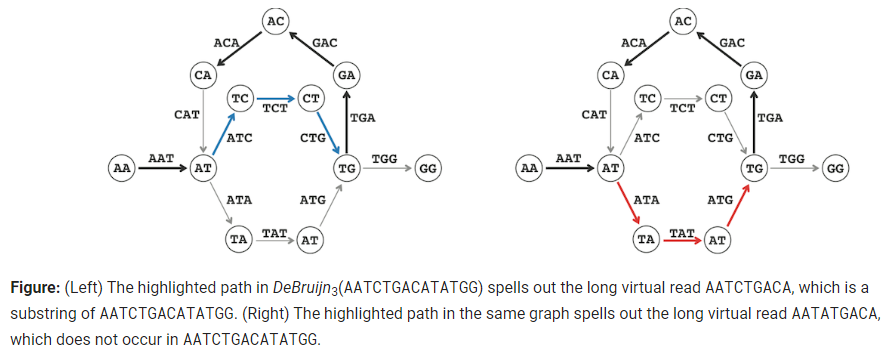 AC AC
ACA GAC ACA GAC
CA GA CA GA
TC CT TC CT
TCT TCT
CAT TGA CAT TGA
ATC CTG ATC CTG
AAT TGG AAT TGG
AA AT TG GG AA AT TG GG
ATA ATG ATA ATG
TAT TAT
TA AT TA AT
Figure: (Left) The highlighted path in DeBruijn3(AATCTGACATATGG) spells out the long virtual read AATCTGACA, which is a
substring of AATCTGACATATGG. (Right) The highlighted path in the same graph spells out the long virtual read AATATGACA,
which does not occur in AATCTGACATATGG.